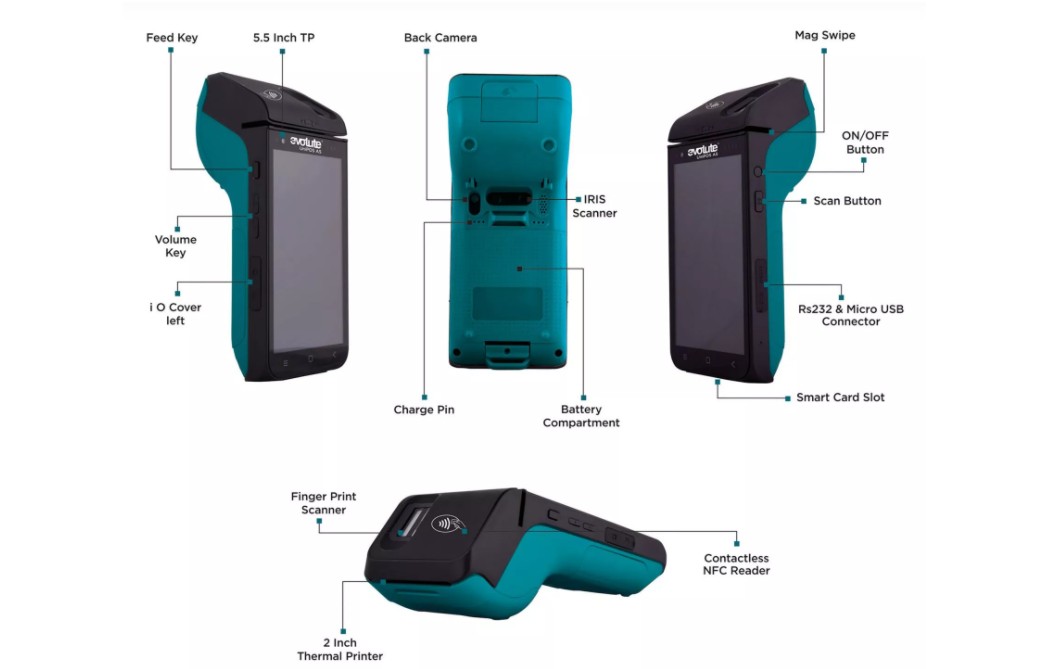 Feed Key
5.5 Inch TP
Back Camera
Mag Swipe
ON/OFF
Button
evolute
IRIS
Scanner
Scan Button
Volume
Key
i O Cover
left
Rs232 & Micro USB
Connector
evolute
Charge Pin
Battery
Compartment
Smart Card Slot
Finger Print
Scanner
Contactless
NFC Reader
2 Inch
Thermal Printer